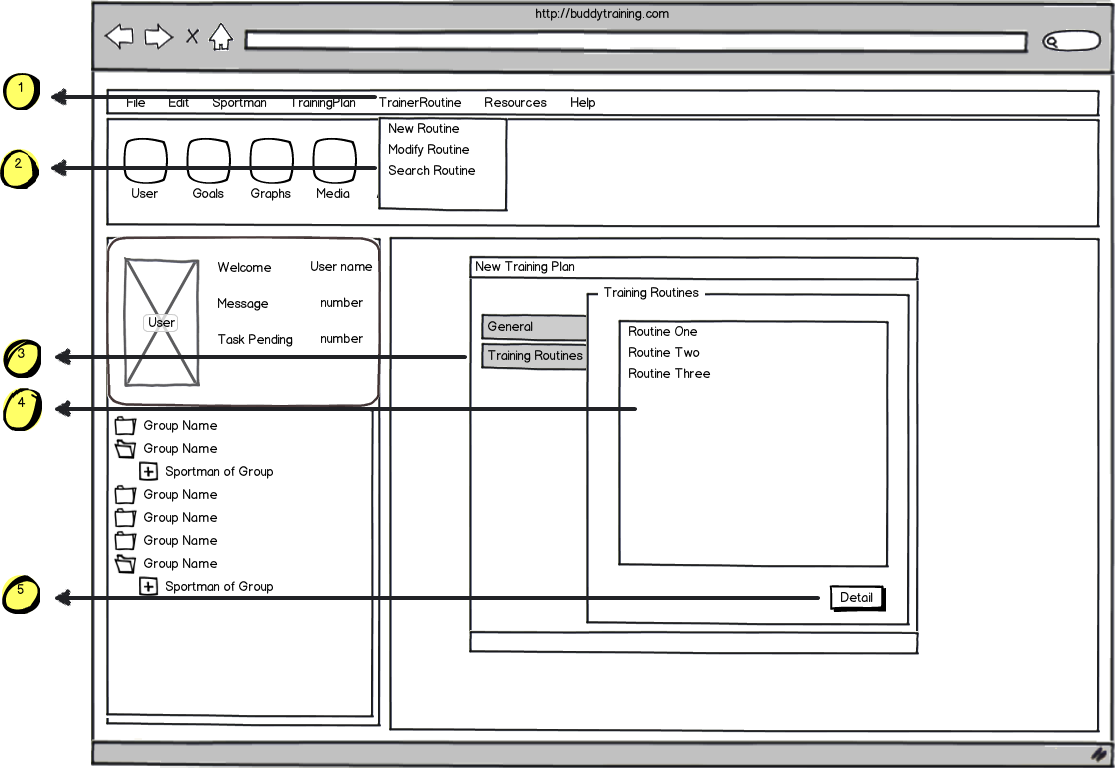 http://buddytraining.com
1
File Edit Sportman TrainingPlan TrainerRoutine Resources Help
New Routine
Modify Routine
2
Search Routine
User Goals Graphs Media
Welcome User name
Message number
User
Task Pending number
New Training Plan
Training Routines
General
3
Training Routines
Routine One
Routine Two
Routine Three
4
Group Name
Group Name
Sportman of Group
Group Name
Group Name
Group Name
Group Name
Sportman of Group
5
Detail